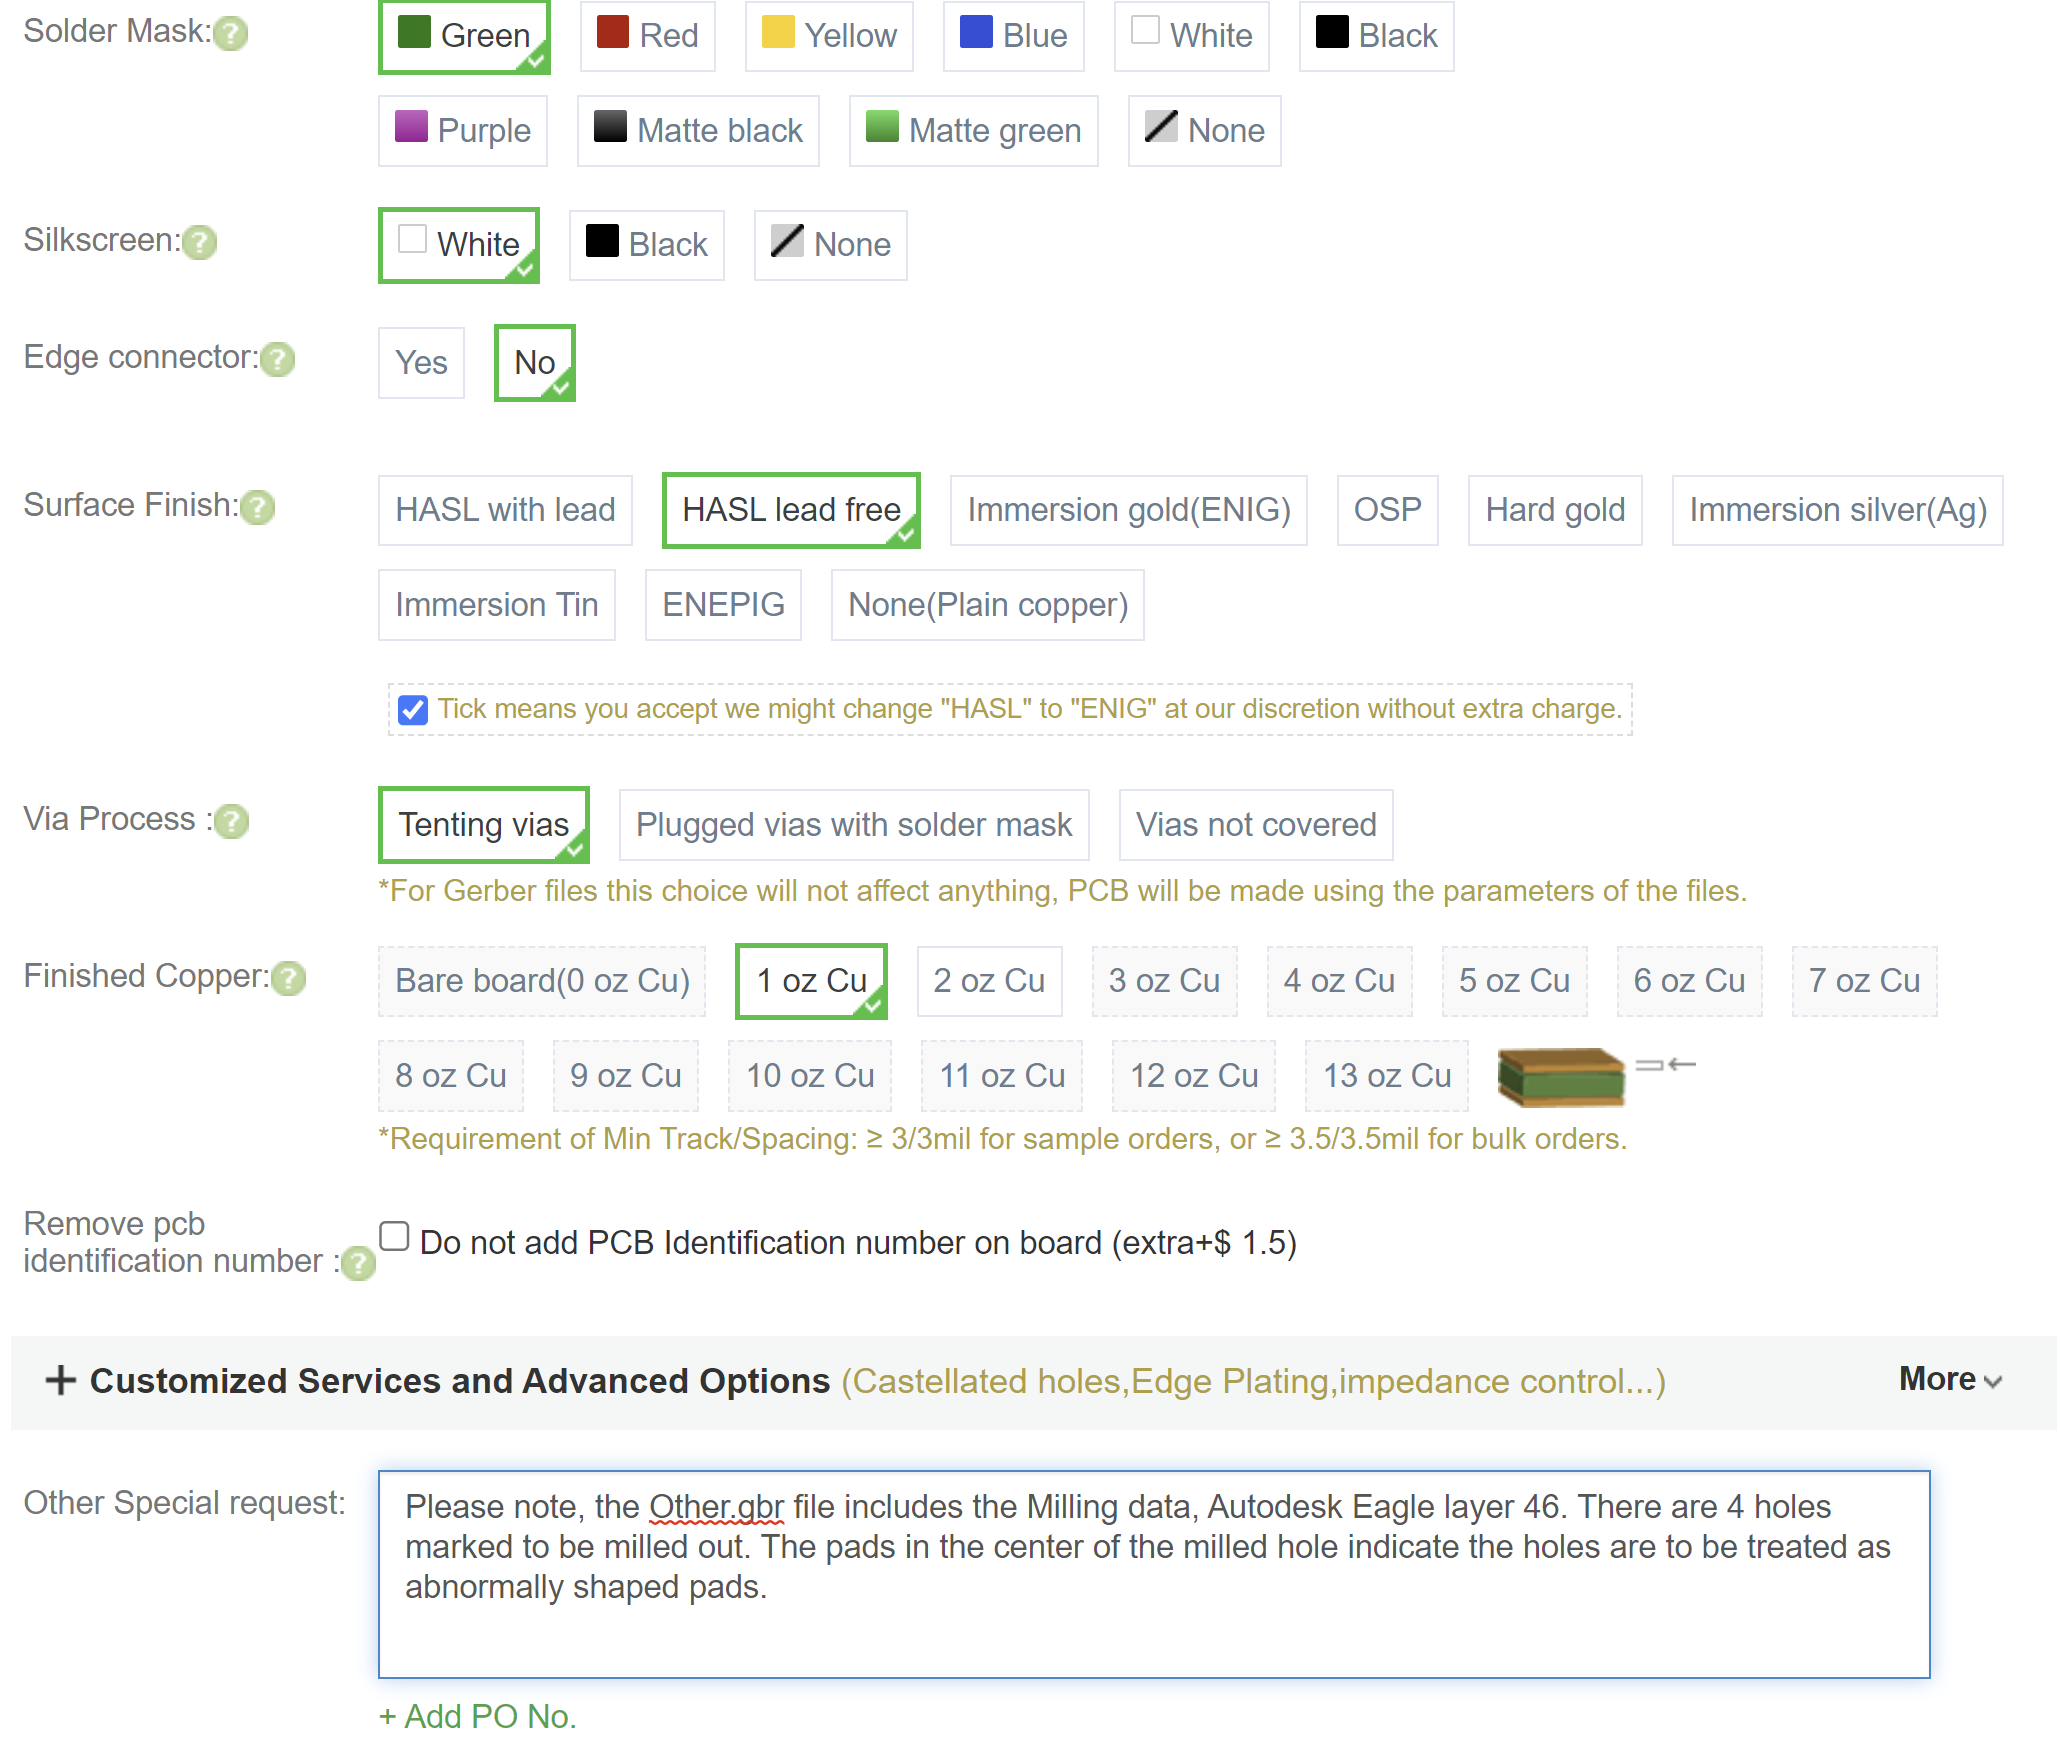 Solder Mask: ? Green Red Yellow Blue White Black
Purple Matte black Matte green None
Silkscreen: ? White Black None
Edge connector: ? Yes No
Surface Finish: ? HASL with lead HASL lead free Immersion gold(ENIG) OSP Hard gold Immersion silver(Ag)
Immersion Tin ENEPIG None(Plain copper)
Tick means you accept we might change "HASL" to "ENIG" at our discretion without extra charge.
Via Process : ? Tenting vias Plugged vias with solder mask Vias not covered
*For Gerber files this choice will not affect anything, PCB will be made using the parameters of the files.
Finished Copper: ? Bare board(0 oz Cu) 1 oz Cu 2 oz Cu 3 oz Cu 4 oz Cu 5 oz Cu 6 oz Cu 7 oz Cu
8 oz Cu 9 oz Cu 10 oz Cu 11 oz Cu 12 oz Cu 13 oz Cu
*Requirement of Min Track/Spacing: ≥ 3/3mil for sample orders, or ≥ 3.5/3.5mil for bulk orders.
Remove pcb
identification number : ? Do not add PCB Identification number on board (extra+$ 1.5)
+ Customized Services and Advanced Options (Castellated holes,Edge Plating,impedance control...) More
Other Special request: Please note, the Other.gbr file includes the Milling data, Autodesk Eagle layer 46. There are 4 holes
marked to be milled out. The pads in the center of the milled hole indicate the holes are to be treated as
abnormally shaped pads.
+ Add PO No.